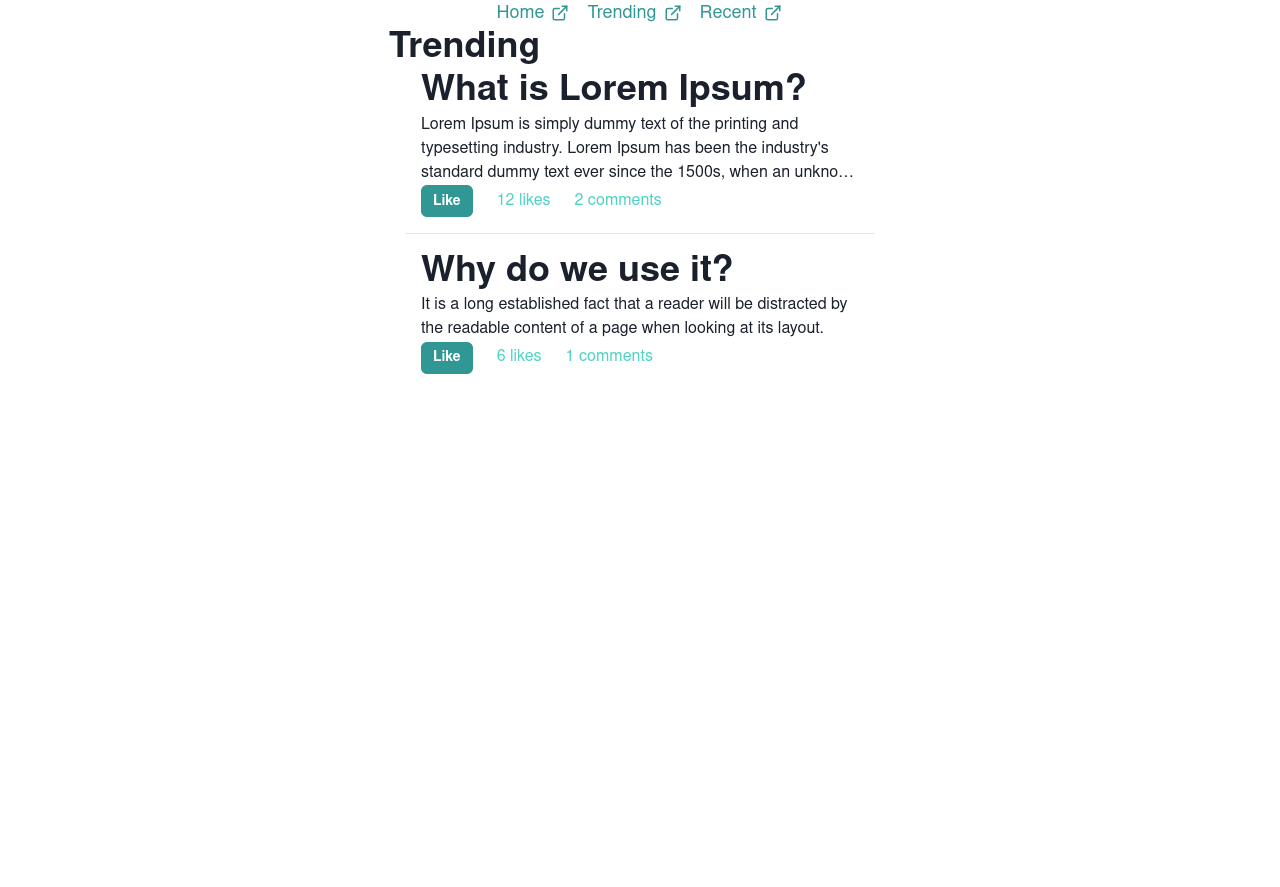 Home Trending Recent
Trending
What is Lorem Ipsum?
Lorem Ipsum is simply dummy text of the printing and
typesetting industry. Lorem Ipsum has been the industry's
standard dummy text ever since the 1500s, when an unkno…
Like 12 likes 2 comments
Why do we use it?
It is a long established fact that a reader will be distracted by
the readable content of a page when looking at its layout.
Like 6 likes 1 comments